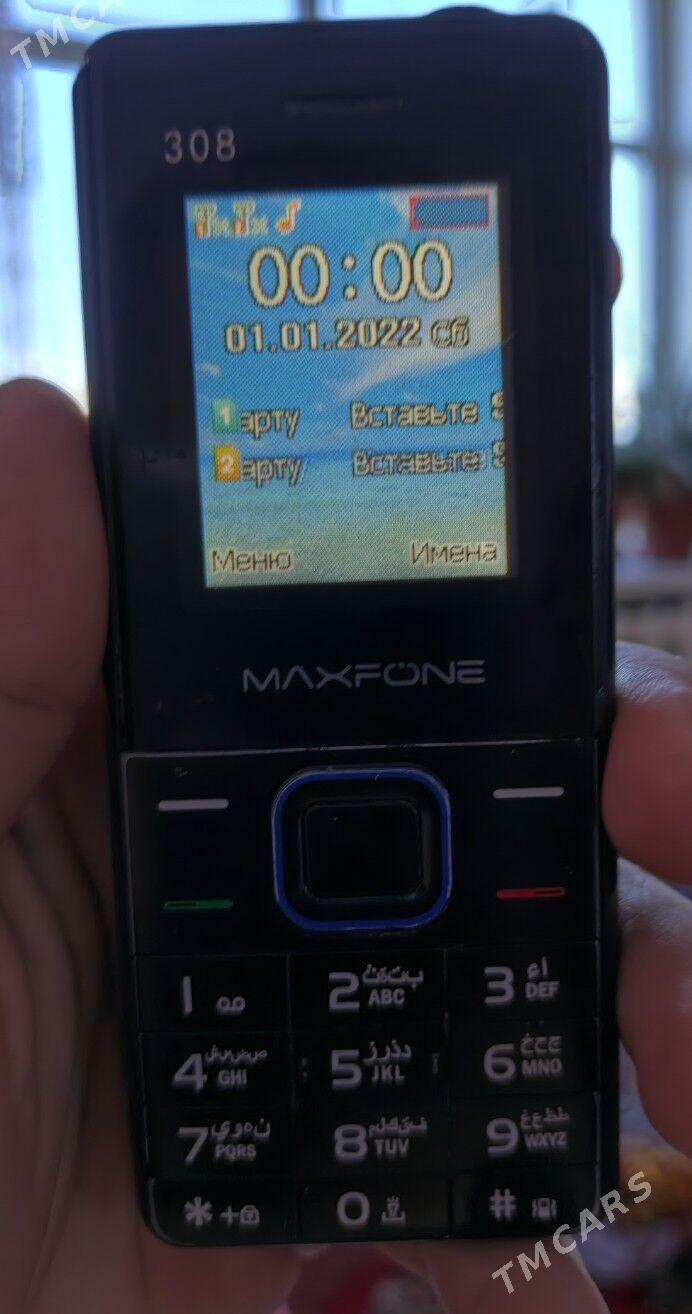 TMCARS
308
00:00
01.01.2022 Сб
1 арту Вставьте S
2 арту Вставьте S
Меню Имена
MAXFONE
1
2 ABC ب ت ة ث
3 DEF ا ء
4 GHI س ش ص ض
5 JKL د ذ ر ز
6 MNO ج ح خ
7 PQRS ن ه و ي
8 TUV ف ق ك ل م
9 WXYZ ط ظ ع غ
* +
0
#
TMCARS